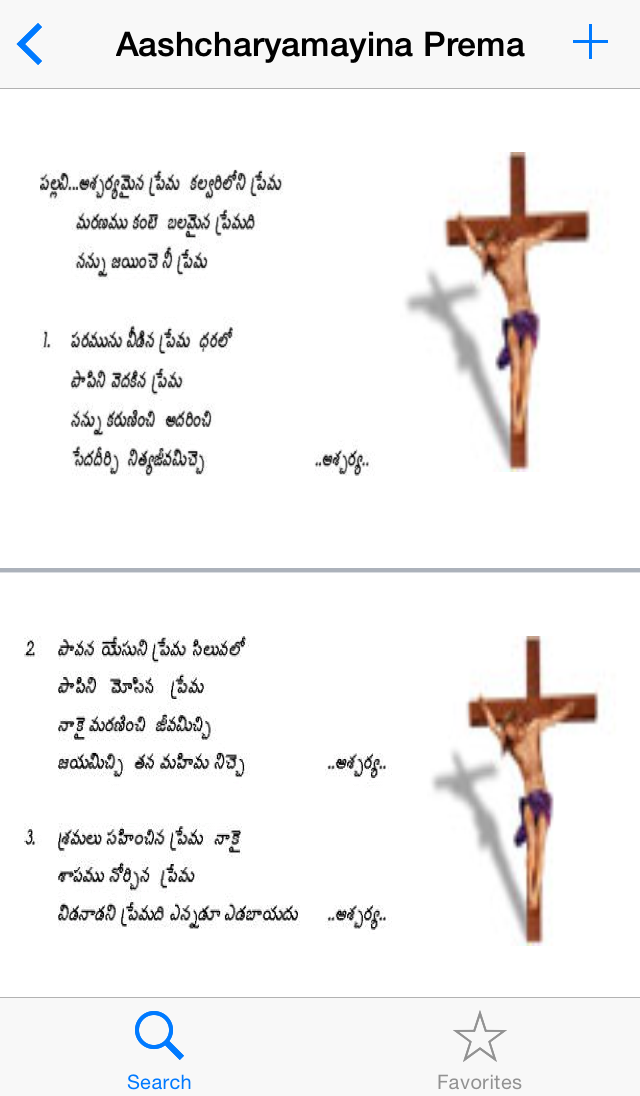 Aashcharyamayina Prema
పల్లవి...ఆశ్చర్యమైన ప్రేమ కల్వరిలోని ప్రేమ
మరణము కంటె బలమైన ప్రేమది
నన్ను జయించె నీ ప్రేమ
1. పరమును వీడిన ప్రేమ ధరలో
పాపిని వెదకిన ప్రేమ
నన్ను కరుణించి ఆదరించి
సేదదీర్చి నిత్యజీవమిచ్చె ..ఆశ్చర్య..
2 పావన యేసుని ప్రేమ సిలువలో
పాపిని మోసిన ప్రేమ
నాకై మరణించి జీవమిచ్చి
జయమిచ్చి తన మహిమ నిచ్చె ..ఆశ్చర్య..
3. శ్రమలు సహించిన ప్రేమ నాకై
శాపము నోర్చిన ప్రేమ
విడనాడని ప్రేమది ఎన్నడూ ఎడబాయదు ..ఆశ్చర్య..
Search
Favorites